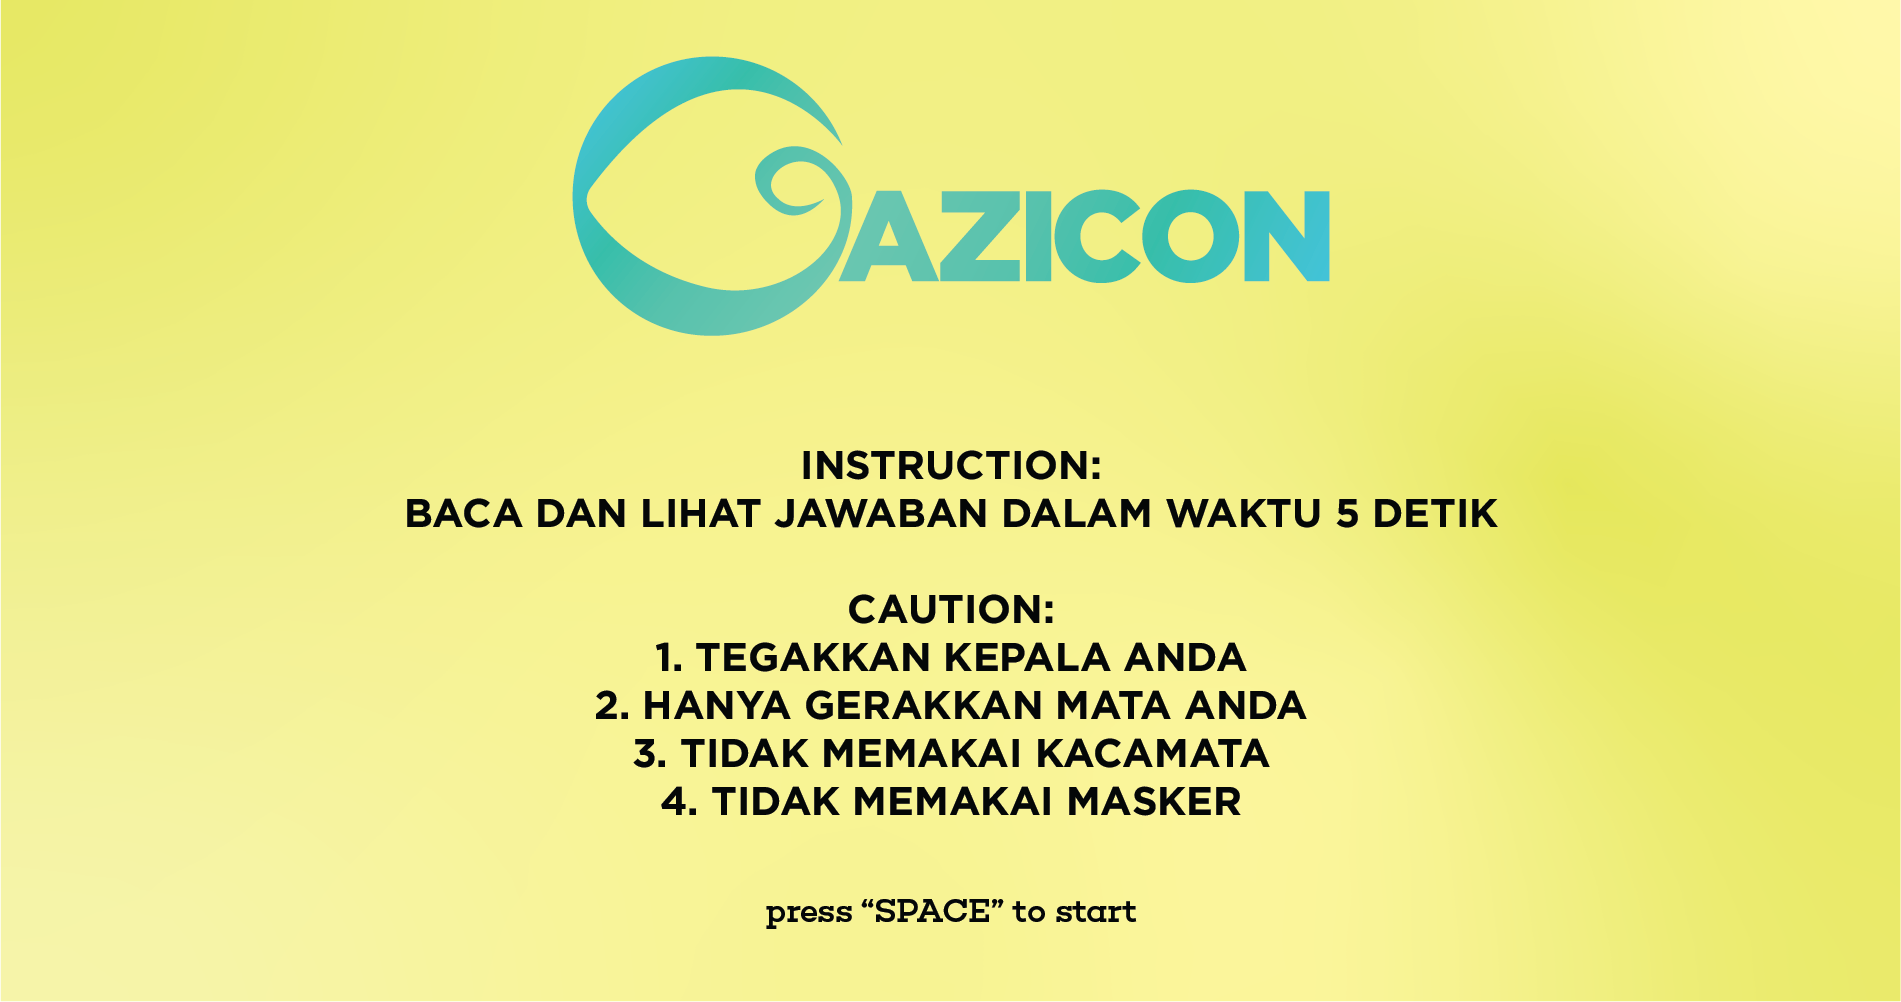 GAZICON
INSTRUCTION:
BACA DAN LIHAT JAWABAN DALAM WAKTU 5 DETIK
CAUTION:
1. TEGAKKAN KEPALA ANDA
2. HANYA GERAKKAN MATA ANDA
3. TIDAK MEMAKAI KACAMATA
4. TIDAK MEMAKAI MASKER
press “SPACE” to start